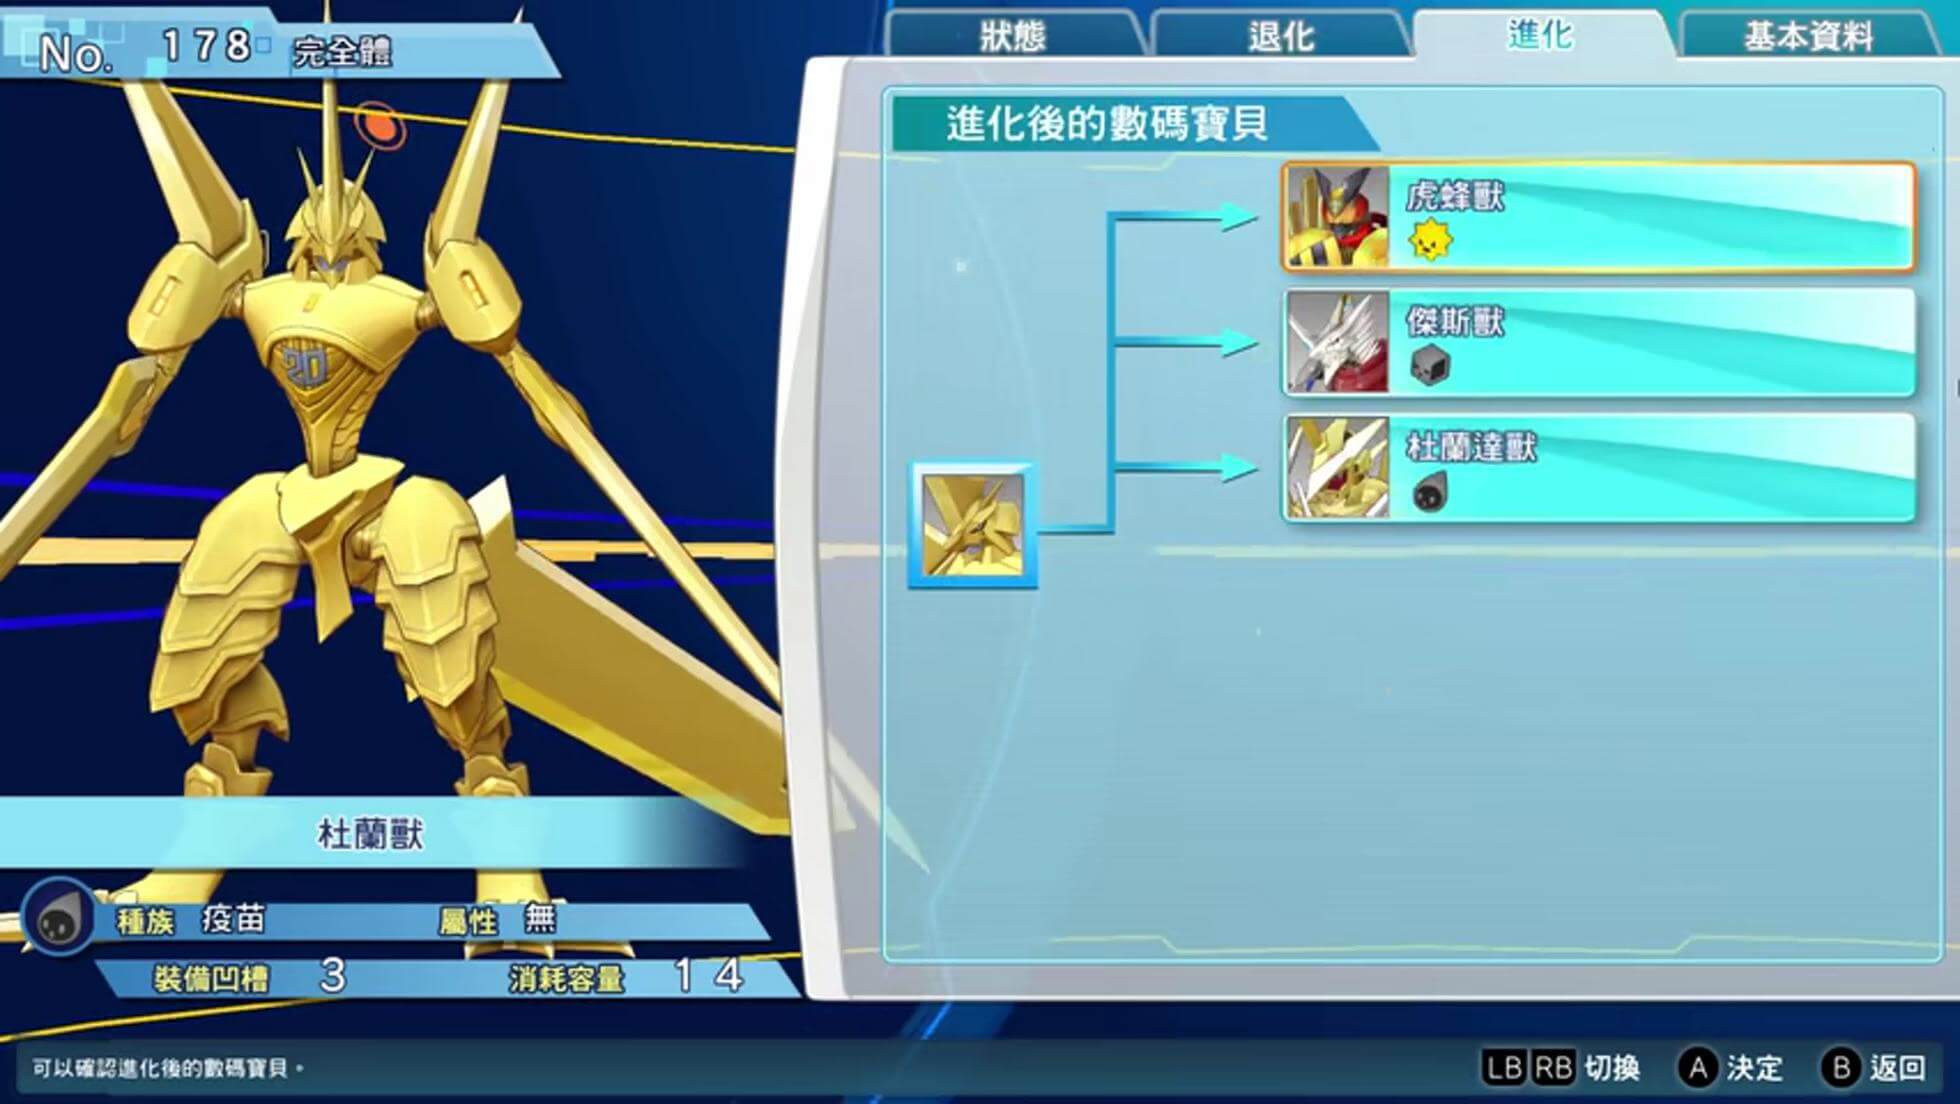 No. 178 完全體
狀態
退化
進化
基本資料
進化後的數碼寶貝
虎蜂獸
傑斯獸
杜蘭達獸
20
杜蘭獸
種族 疫苗 屬性 無
裝備凹槽 3 消耗容量 14
可以確認進化後的數碼寶貝。
LB RB 切換 A 決定 B 返回